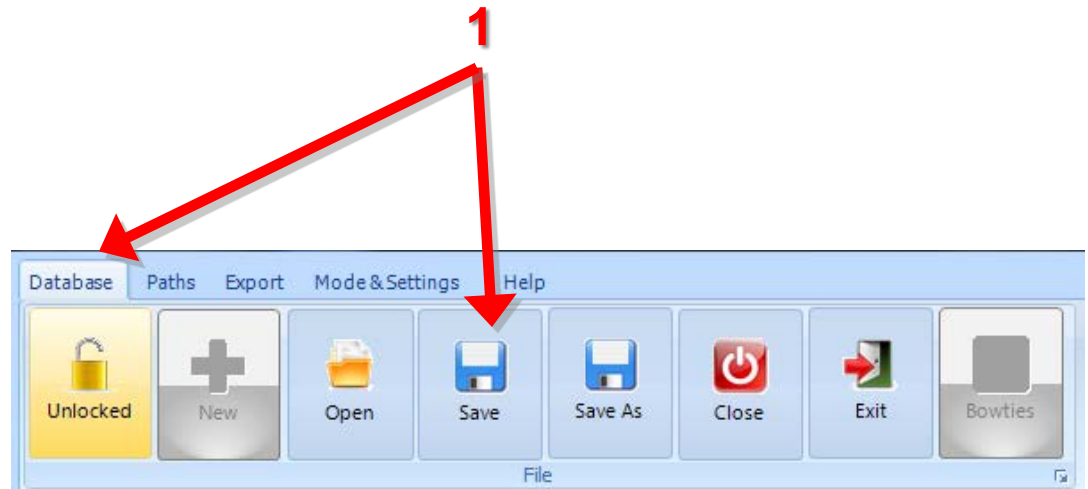 1
Database Paths Export Mode & Settings Help
Unlocked New Open Save Save As Close Exit Bowties
File